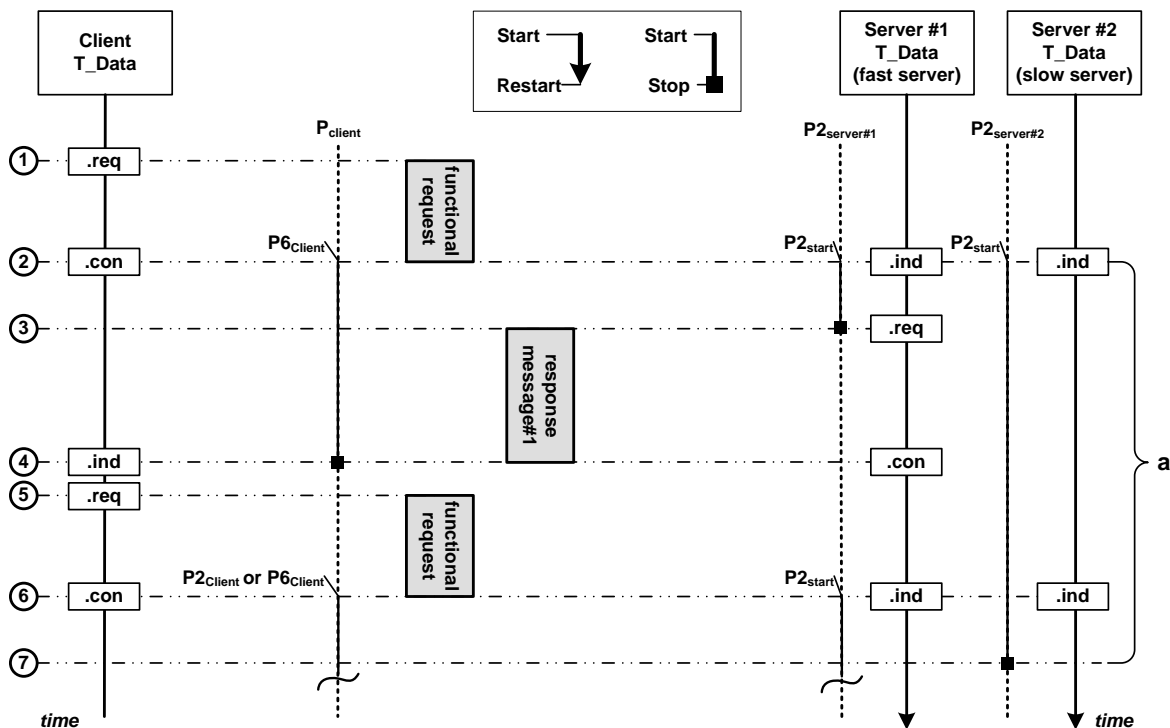 Client
T_Data
Start
Restart
Start
Stop
Server #1
T_Data
(fast server)
Server #2
T_Data
(slow server)
Pclient
P2server#1
P2server#2
1
.req
functional
request
2
.con
P6Client
P2start
.ind
P2start
.ind
3
.req
response
message#1
4
.ind
.con
a
5
.req
functional
request
6
.con
P2Client or P6Client
P2start
.ind
.ind
7
time
time